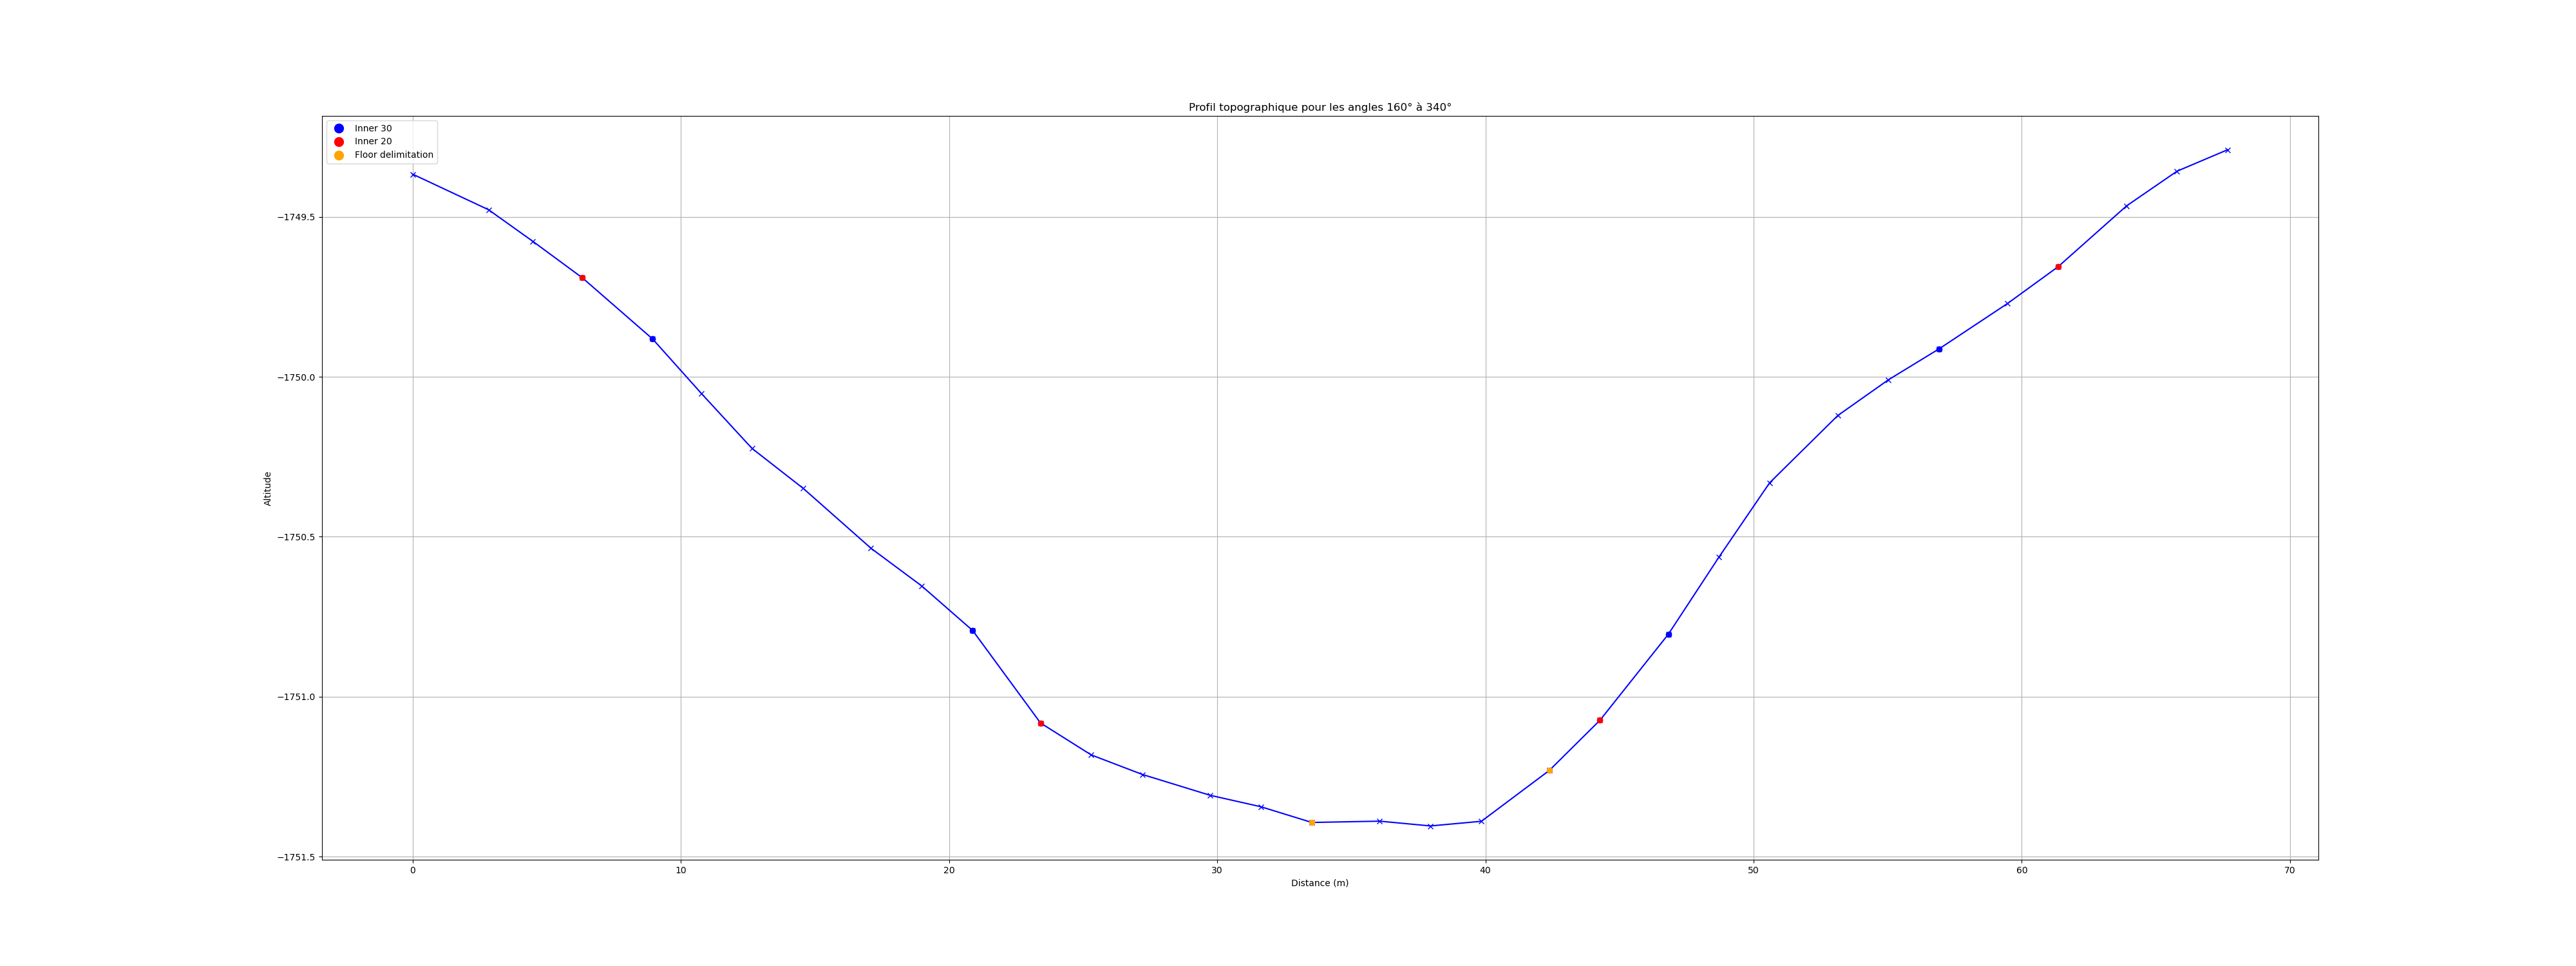 Profil topographique pour les angles 160° à 340°
Inner 30
Inner 20
Floor delimitation
Altitude
−1749.5
−1750.0
−1750.5
−1751.0
−1751.5
0 10 20 30 40 50 60 70
Distance (m)